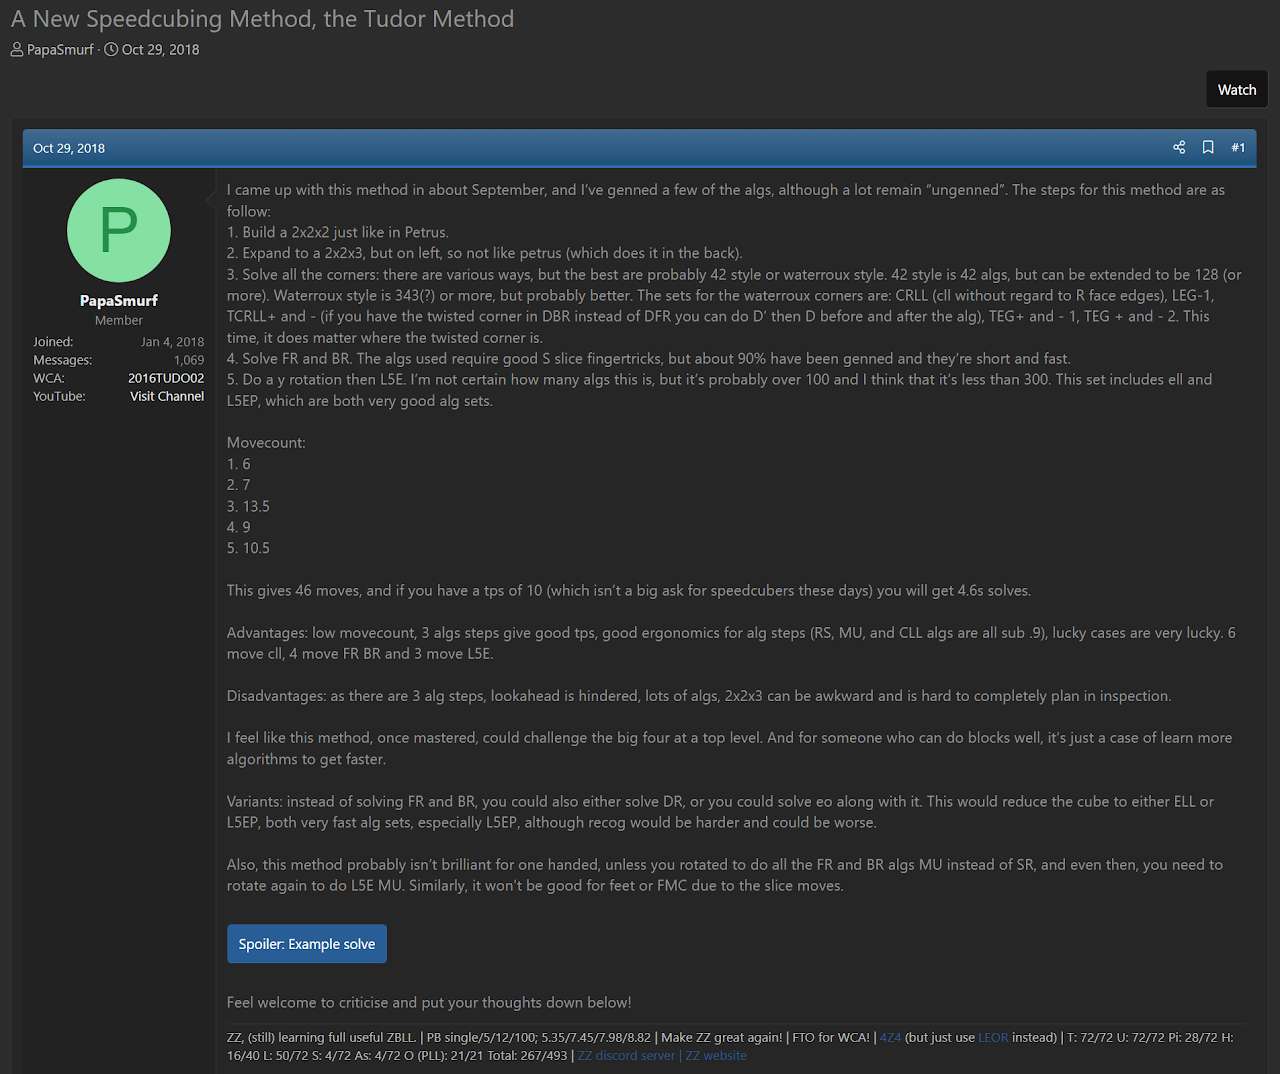 A New Speedcubing Method, the Tudor Method
PapaSmurf · Oct 29, 2018
Watch
Oct 29, 2018
#1
P
PapaSmurf
Member
Joined: Jan 4, 2018
Messages: 1,069
WCA: 2016TUDO02
YouTube: Visit Channel
I came up with this method in about September, and I've genned a few of the algs, although a lot remain "ungenned". The steps for this method are as
follow:
1. Build a 2x2x2 just like in Petrus.
2. Expand to a 2x2x3, but on left, so not like petrus (which does it in the back).
3. Solve all the corners: there are various ways, but the best are probably 42 style or waterroux style. 42 style is 42 algs, but can be extended to be 128 (or
more). Waterroux style is 343(?) or more, but probably better. The sets for the waterroux corners are: CRLL (cll without regard to R face edges), LEG-1,
TCRLL+ and - (if you have the twisted corner in DBR instead of DFR you can do D' then D before and after the alg), TEG+ and - 1, TEG + and - 2. This
time, it does matter where the twisted corner is.
4. Solve FR and BR. The algs used require good S slice fingertricks, but about 90% have been genned and they're short and fast.
5. Do a y rotation then L5E. I'm not certain how many algs this is, but it's probably over 100 and I think that it's less than 300. This set includes ell and
L5EP, which are both very good alg sets.
Movecount:
1. 6
2. 7
3. 13.5
4. 9
5. 10.5
This gives 46 moves, and if you have a tps of 10 (which isn't a big ask for speedcubers these days) you will get 4.6s solves.
Advantages: low movecount, 3 algs steps give good tps, good ergonomics for alg steps (RS, MU, and CLL algs are all sub .9), lucky cases are very lucky. 6
move cll, 4 move FR BR and 3 move L5E.
Disadvantages: as there are 3 alg steps, lookahead is hindered, lots of algs, 2x2x3 can be awkward and is hard to completely plan in inspection.
I feel like this method, once mastered, could challenge the big four at a top level. And for someone who can do blocks well, it's just a case of learn more
algorithms to get faster.
Variants: instead of solving FR and BR, you could also either solve DR, or you could solve eo along with it. This would reduce the cube to either ELL or
L5EP, both very fast alg sets, especially L5EP, although recog would be harder and could be worse.
Also, this method probably isn't brilliant for one handed, unless you rotated to do all the FR and BR algs MU instead of SR, and even then, you need to
rotate again to do L5E MU. Similarly, it won't be good for feet or FMC due to the slice moves.
Spoiler: Example solve
Feel welcome to criticise and put your thoughts down below!
ZZ, (still) learning full useful ZBLL. | PB single/5/12/100; 5.35/7.45/7.98/8.82 | Make ZZ great again! | FTO for WCA! | 4Z4 (but just use LEOR instead) | T: 72/72 U: 72/72 Pi: 28/72 H:
16/40 L: 50/72 S: 4/72 As: 4/72 O (PLL): 21/21 Total: 267/493 | ZZ discord server | ZZ website